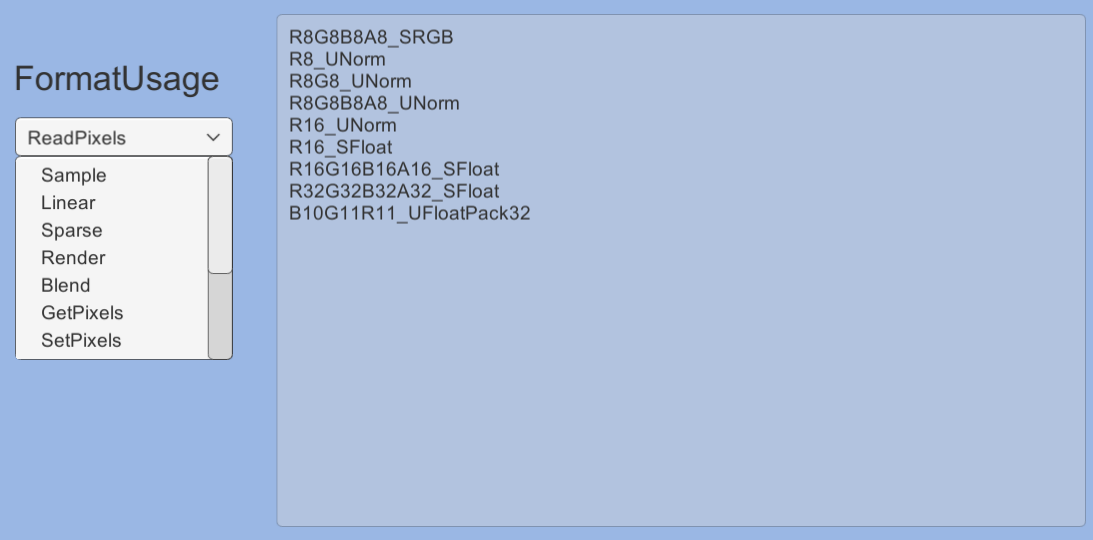 FormatUsage
ReadPixels
Sample
Linear
Sparse
Render
Blend
GetPixels
SetPixels
R8G8B8A8_SRGB
R8_UNorm
R8G8_UNorm
R8G8B8A8_UNorm
R16_UNorm
R16_SFloat
R16G16B16A16_SFloat
R32G32B32A32_SFloat
B10G11R11_UFloatPack32